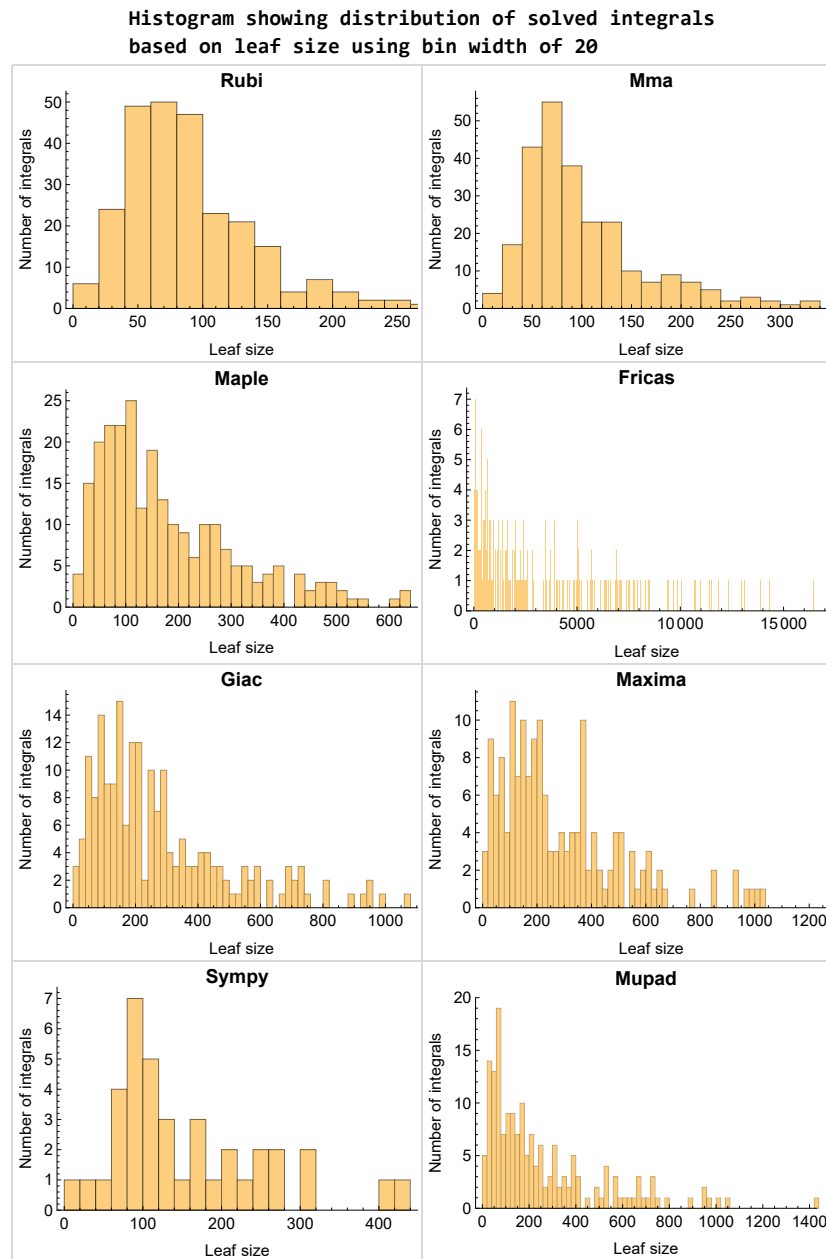 Histogram showing distribution of solved integrals
based on leaf size using bin width of 20
Rubi
Number of integrals
50
40
30
20
10
0
0 50 100 150 200 250
Leaf size
Mma
Number of integrals
50
40
30
20
10
0
0 50 100 150 200 250 300
Leaf size
Maple
Number of integrals
25
20
15
10
5
0
0 100 200 300 400 500 600
Leaf size
Fricas
Number of integrals
7
6
5
4
3
2
1
0
0 5000 10000 15000
Leaf size
Giac
Number of integrals
14
12
10
8
6
4
2
0
0 200 400 600 800 1000
Leaf size
Maxima
Number of integrals
10
8
6
4
2
0
0 200 400 600 800 1000 1200
Leaf size
Sympy
Number of integrals
7
6
5
4
3
2
1
0
0 100 200 300 400
Leaf size
Mupad
Number of integrals
20
15
10
5
0
0 200 400 600 800 1000 1200 1400
Leaf size